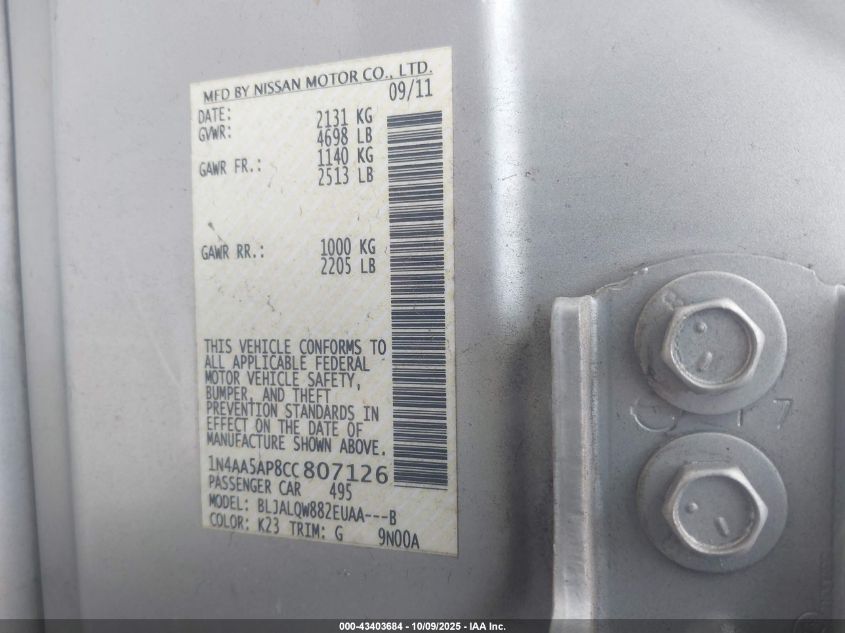 MFD BY NISSAN MOTOR CO., LTD.
DATE: 09/11
GVWR: 2131 KG
4698 LB
GAWR FR.: 1140 KG
2513 LB
GAWR RR.: 1000 KG
2205 LB
THIS VEHICLE CONFORMS TO
ALL APPLICABLE FEDERAL
MOTOR VEHICLE SAFETY,
BUMPER, AND THEFT
PREVENTION STANDARDS IN
EFFECT ON THE DATE OF
MANUFACTURE SHOWN ABOVE.
1N4AA5AP8CC807126
PASSENGER CAR 495
MODEL: BLJALQW882EUAA---B
COLOR: K23 TRIM: G 9N00A
000-43403684 | 10/09/2025 - IAA Inc.